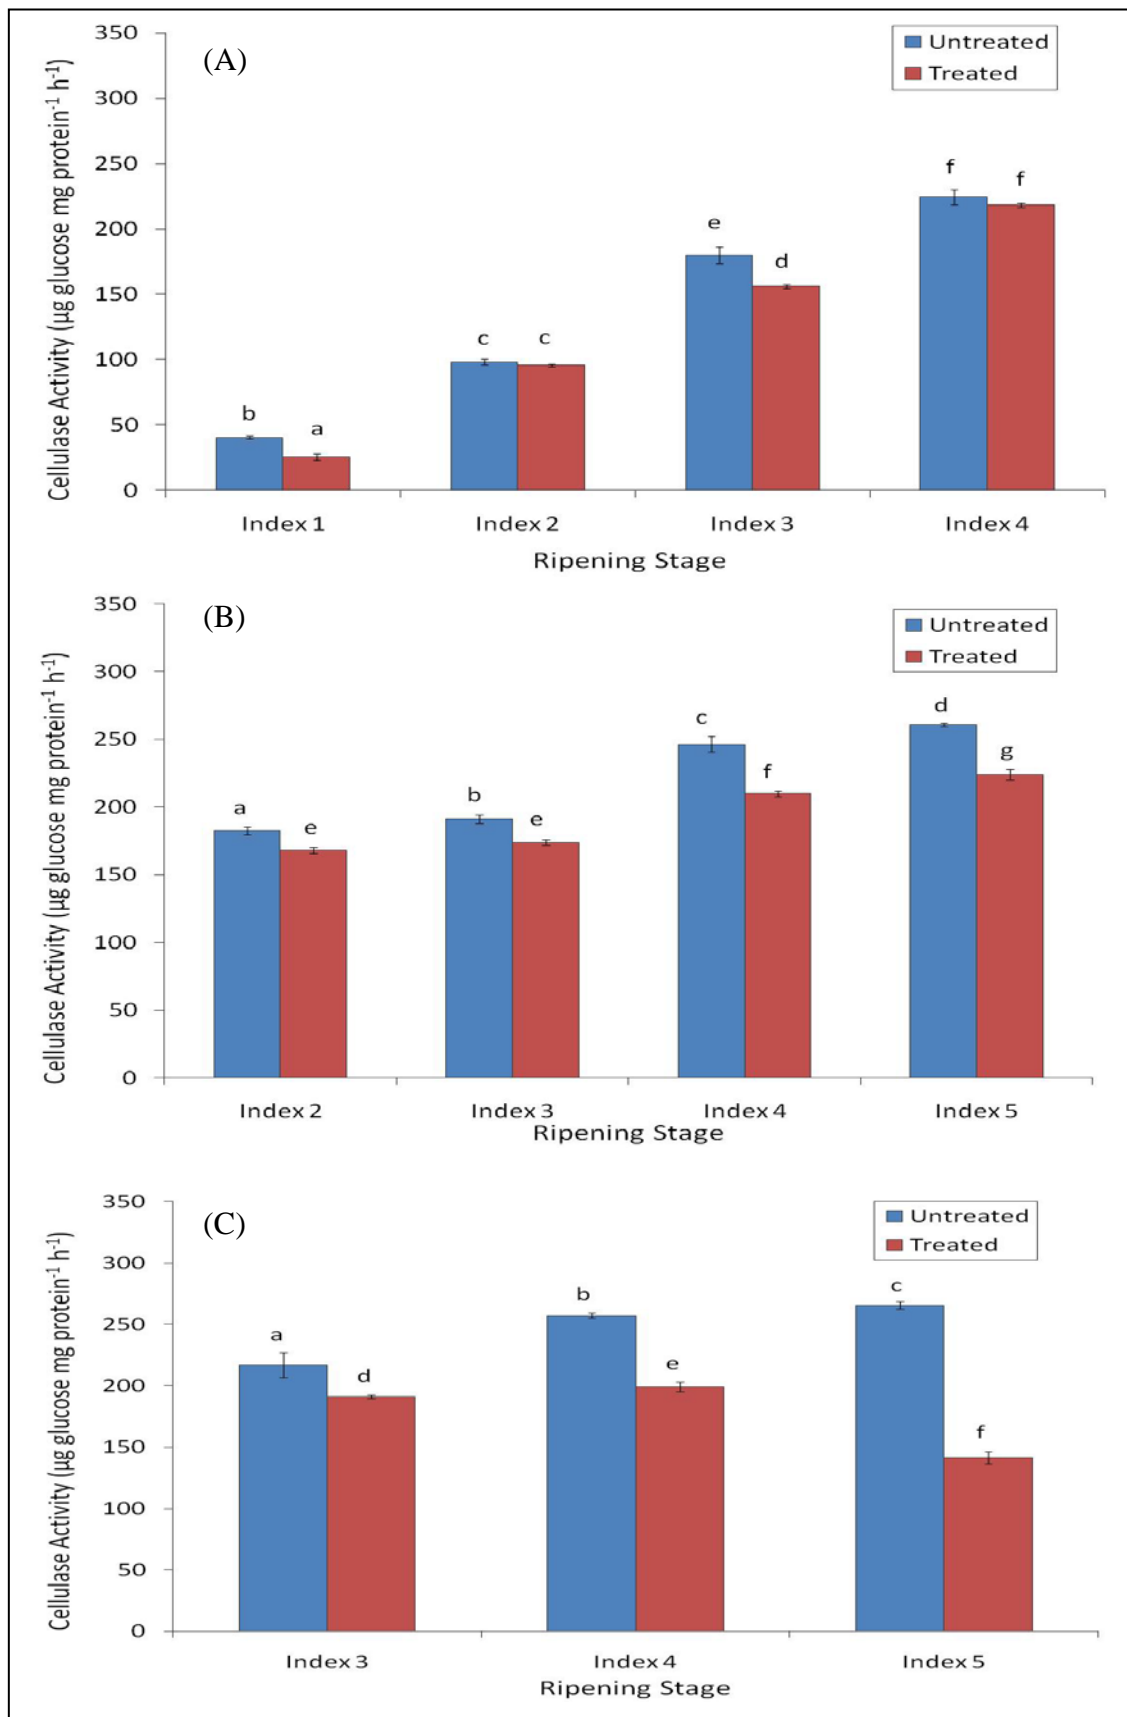 (A)
Untreated
Treated
Cellulase Activity (µg glucose mg protein⁻¹ h⁻¹)
350
300
250
200
150
100
50
0
b
a
c
c
e
d
f
f
Index 1
Index 2
Index 3
Index 4
Ripening Stage
(B)
Untreated
Treated
Cellulase Activity (µg glucose mg protein⁻¹ h⁻¹)
350
300
250
200
150
100
50
0
a
e
b
e
c
f
d
g
Index 2
Index 3
Index 4
Index 5
Ripening Stage
(C)
Untreated
Treated
Cellulase Activity (µg glucose mg protein⁻¹ h⁻¹)
350
300
250
200
150
100
50
0
a
d
b
e
c
f
Index 3
Index 4
Index 5
Ripening Stage